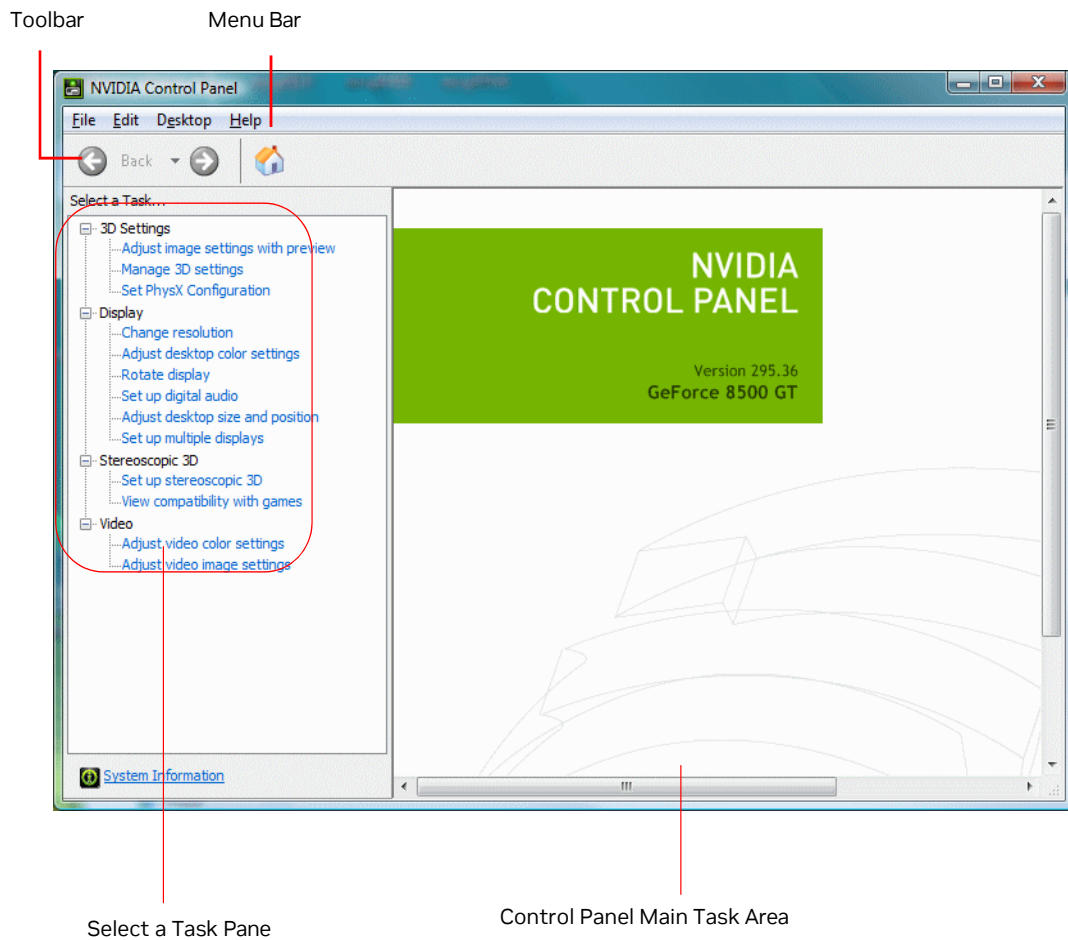 Toolbar
Menu Bar
NVIDIA Control Panel
File Edit Desktop Help
Back
Select a Task...
3D Settings
Adjust image settings with preview
Manage 3D settings
Set PhysX Configuration
Display
Change resolution
Adjust desktop color settings
Rotate display
Set up digital audio
Adjust desktop size and position
Set up multiple displays
Stereoscopic 3D
Set up stereoscopic 3D
View compatibility with games
Video
Adjust video color settings
Adjust video image settings
System Information
NVIDIA
CONTROL PANEL
Version 295.36
GeForce 8500 GT
Select a Task Pane
Control Panel Main Task Area